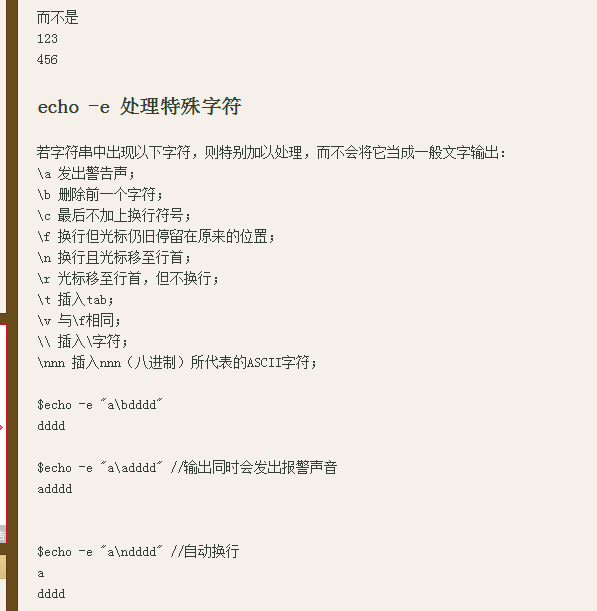 而不是
123
456
echo -e 处理特殊字符
若字符串中出现以下字符，则特别加以处理，而不会将它当成一般文字输出：
\a 发出警告声；
\b 删除前一个字符；
\c 最后不加上换行符号；
\f 换行但光标仍旧停留在原来的位置；
\n 换行且光标移至行首；
\r 光标移至行首，但不换行；
\t 插入tab；
\v 与\f相同；
\\ 插入\字符；
\nnn 插入nnn（八进制）所代表的ASCII字符；
$echo -e "a\bdddd"
dddd
$echo -e "a\adddd" //输出同时会发出报警声音
adddd
$echo -e "a\ndddd" //自动换行
a
dddd